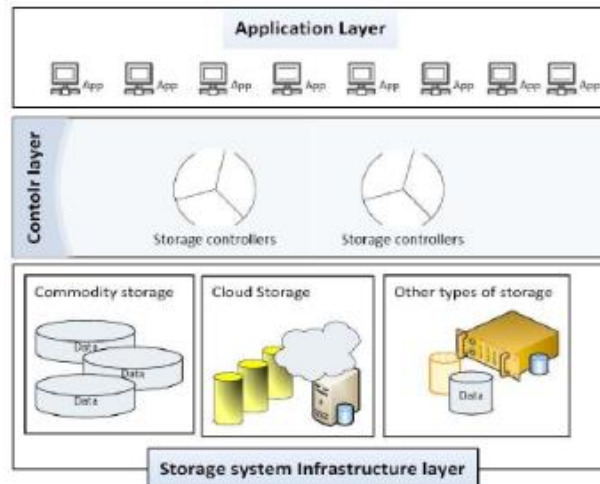 Application Layer
App App App App App App App App
Contolr layer
Storage controllers Storage controllers
Commodity storage Cloud Storage Other types of storage
Data
Data
Data
Data
Storage system Infrastructure layer